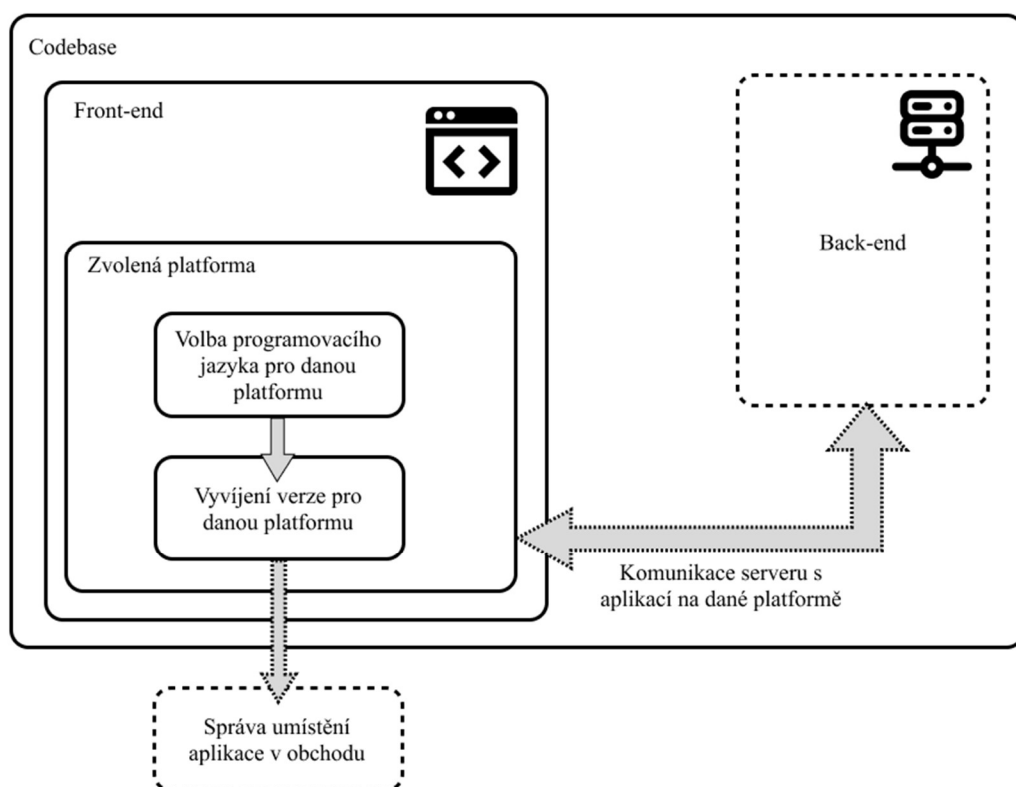 Codebase
Front-end
Back-end
Zvolená platforma
Volba programovacího
jazyka pro danou
platformu
Vyvíjení verze pro
danou platformu
Komunikace serveru s
aplikací na dané platformě
Správa umístění
aplikace v obchodu